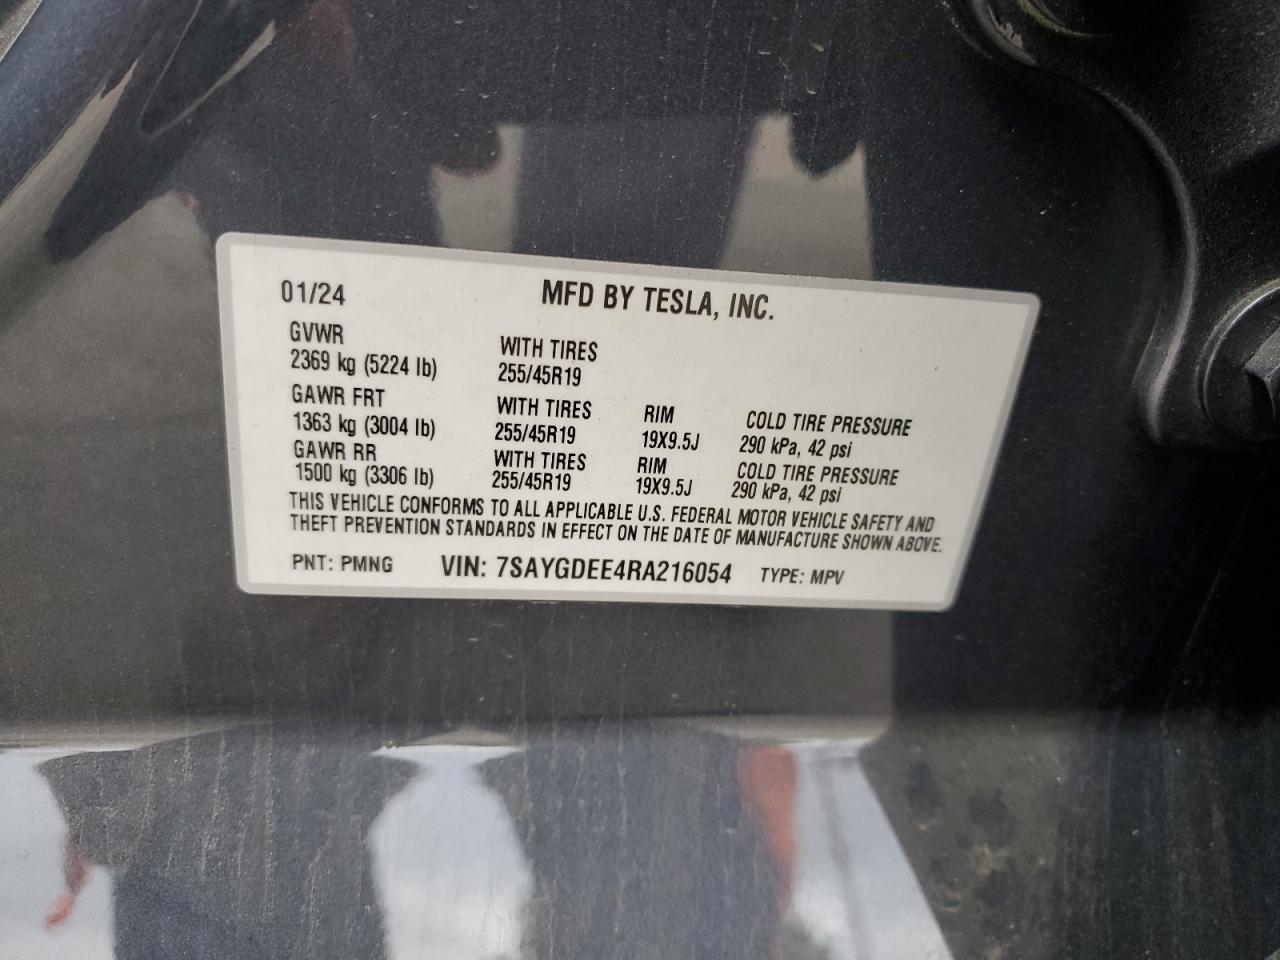 01/24 MFD BY TESLA, INC.
GVWR WITH TIRES
2369 kg (5224 lb) 255/45R19
GAWR FRT WITH TIRES RIM COLD TIRE PRESSURE
1363 kg (3004 lb) 255/45R19 19X9.5J 290 kPa, 42 psi
GAWR RR WITH TIRES RIM COLD TIRE PRESSURE
1500 kg (3306 lb) 255/45R19 19X9.5J 290 kPa, 42 psi
THIS VEHICLE CONFORMS TO ALL APPLICABLE U.S. FEDERAL MOTOR VEHICLE SAFETY AND
THEFT PREVENTION STANDARDS IN EFFECT ON THE DATE OF MANUFACTURE SHOWN ABOVE.
PNT: PMNG VIN: 7SAYGDEE4RA216054 TYPE: MPV